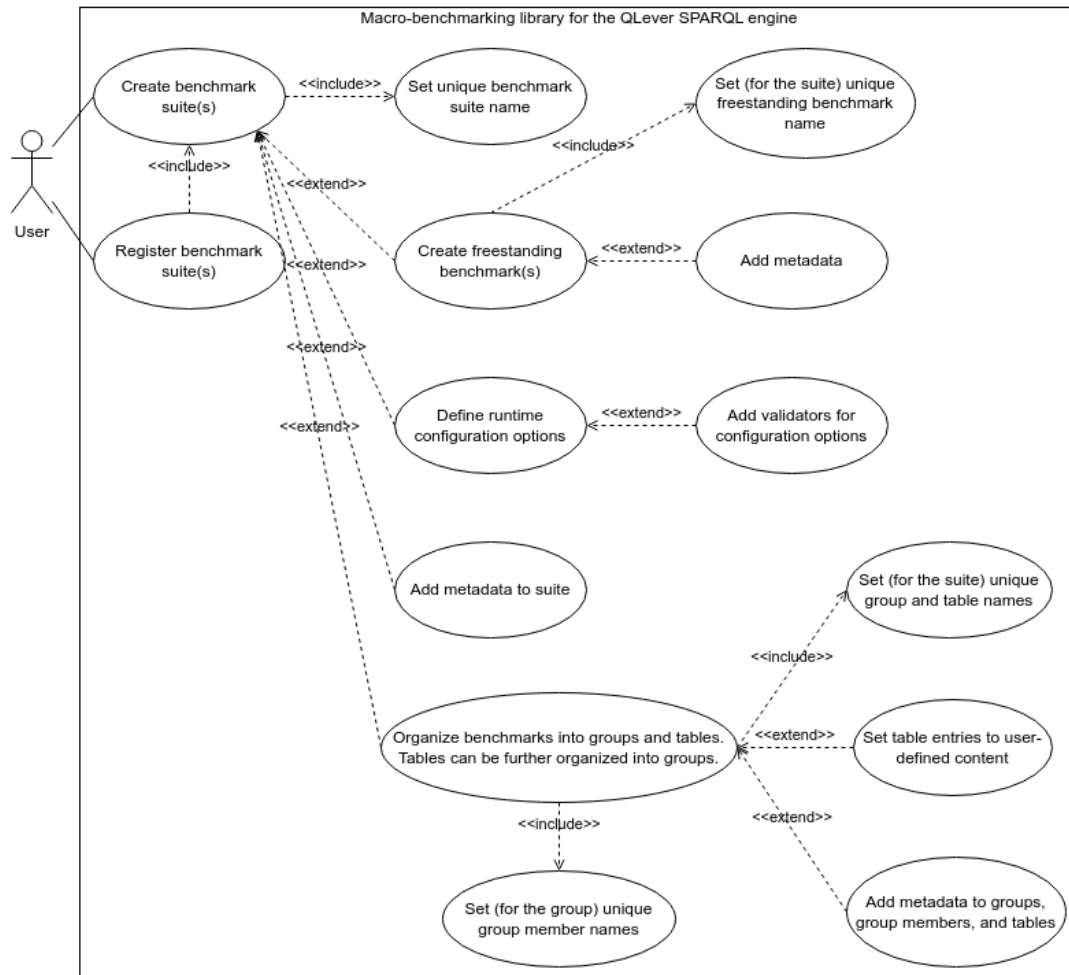 Macro-benchmarking library for the QLever SPARQL engine
Create benchmark
suite(s)
<<include>>
Set unique benchmark
suite name
Set (for the suite) unique
freestanding benchmark
name
<<include>>
<<include>>
<<extend>>
User
Register benchmark
suite(s)
<<extend>>
Create freestanding
benchmark(s)
<<extend>>
Add metadata
<<extend>>
Define runtime
configuration options
<<extend>>
Add validators for
configuration options
<<extend>>
Add metadata to suite
Set (for the suite) unique
group and table names
<<include>>
Organize benchmarks into groups and tables.
Tables can be further organized into groups.
<<extend>>
Set table entries to user-
defined content
<<include>>
<<extend>>
Set (for the group) unique
group member names
Add metadata to groups,
group members, and tables